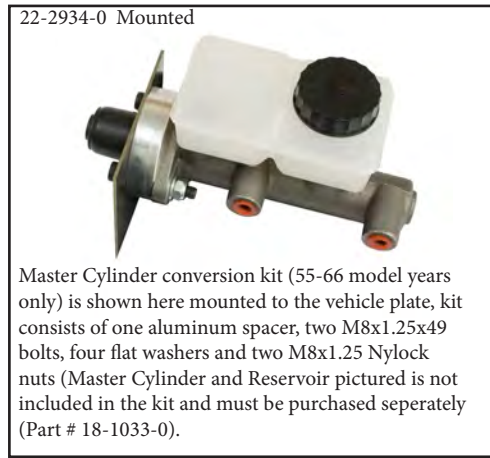 22-2934-0 Mounted
Master Cylinder conversion kit (55-66 model years
only) is shown here mounted to the vehicle plate, kit
consists of one aluminum spacer, two M8x1.25x49
bolts, four flat washers and two M8x1.25 Nylock
nuts (Master Cylinder and Reservoir pictured is not
included in the kit and must be purchased seperately
(Part # 18-1033-0).